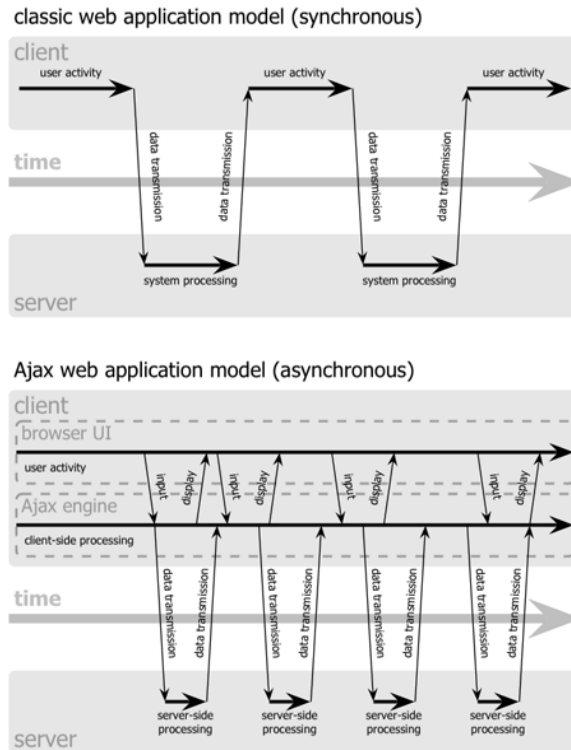 classic web application model (synchronous)
client
user activity
user activity
user activity
data transmission
data transmission
data transmission
data transmission
time
system processing
system processing
server
Ajax web application model (asynchronous)
client
browser UI
user activity
input
display
input
display
input
display
input
display
Ajax engine
client-side processing
data transmission
data transmission
data transmission
data transmission
data transmission
data transmission
data transmission
data transmission
time
server-side
processing
server-side
processing
server-side
processing
server-side
processing
server